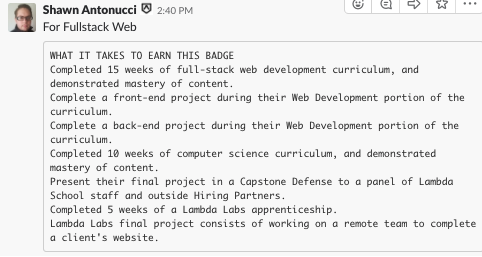 Shawn Antonucci 2:40 PM
For Fullstack Web
WHAT IT TAKES TO EARN THIS BADGE
Completed 15 weeks of full-stack web development curriculum, and
demonstrated mastery of content.
Complete a front-end project during their Web Development portion of the
curriculum.
Complete a back-end project during their Web Development portion of the
curriculum.
Completed 10 weeks of computer science curriculum, and demonstrated
mastery of content.
Present their final project in a Capstone Defense to a panel of Lambda
School staff and outside Hiring Partners.
Completed 5 weeks of a Lambda Labs apprenticeship.
Lambda Labs final project consists of working on a remote team to complete
a client's website.